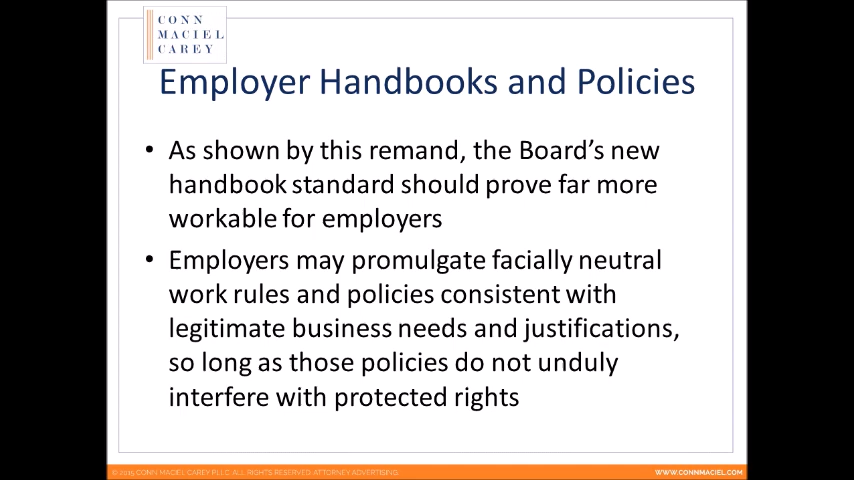 CONN
MACIEL
CAREY
Employer Handbooks and Policies
• As shown by this remand, the Board's new
handbook standard should prove far more
workable for employers
• Employers may promulgate facially neutral
work rules and policies consistent with
legitimate business needs and justifications,
so long as those policies do not unduly
interfere with protected rights
© 2019 CONN MACIEL CAREY PLLC ALL RIGHTS RESERVED. ATTORNEY ADVERTISING.
WWW.CONNMACIEL.COM